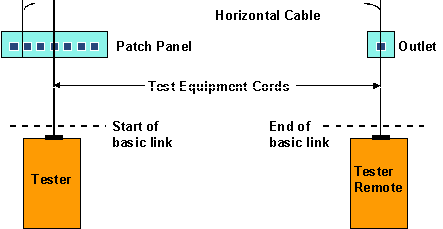 Horizontal Cable
Patch Panel
Outlet
Test Equipment Cords
Start of
basic link
End of
basic link
Tester
Tester
Remote